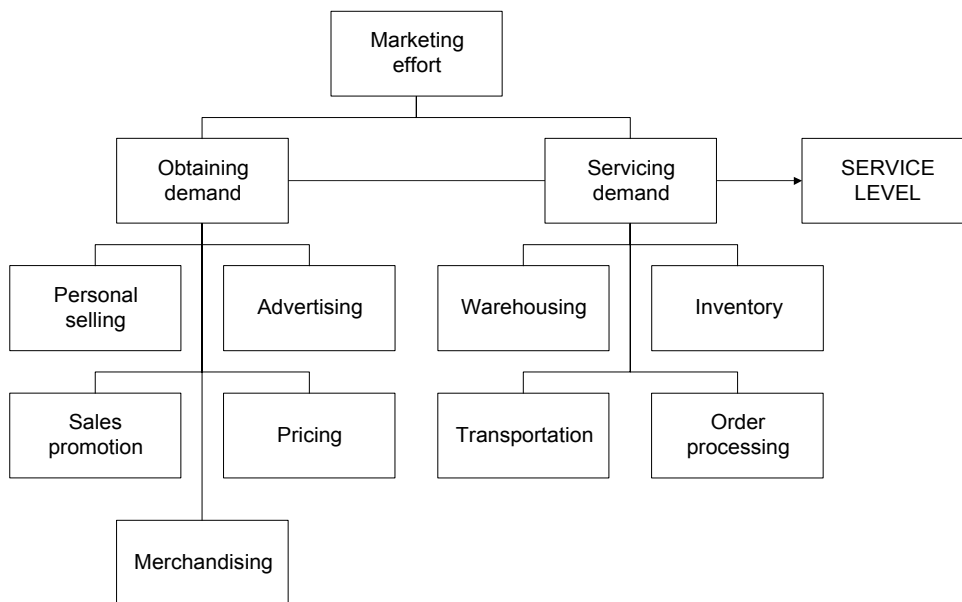 Marketing
effort
Obtaining
demand
Servicing
demand
SERVICE
LEVEL
Personal
selling
Advertising
Warehousing
Inventory
Sales
promotion
Pricing
Transportation
Order
processing
Merchandising